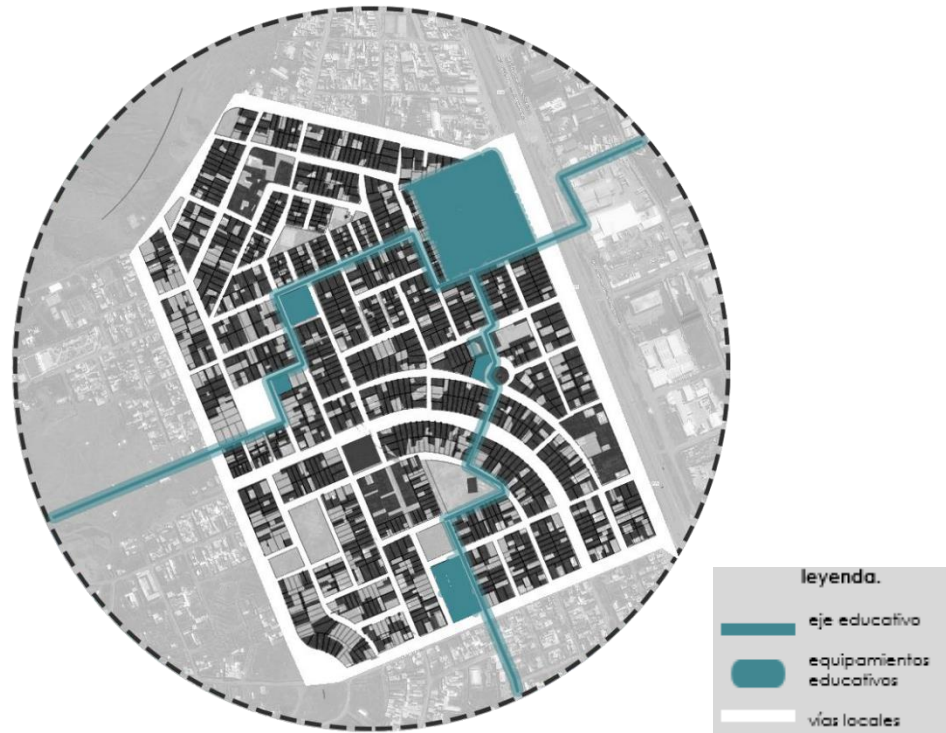 leyenda.
eje educativo
equipamientos
educativos
vías locales